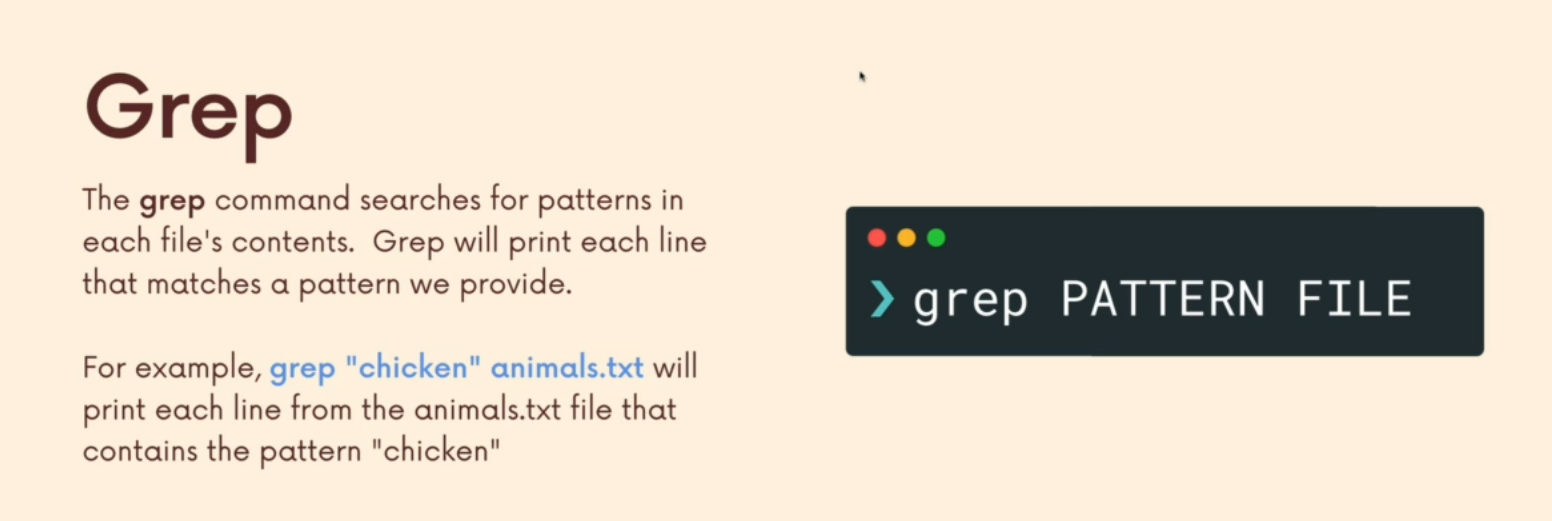 Grep
The grep command searches for patterns in
each file's contents.  Grep will print each line
that matches a pattern we provide.
For example, grep "chicken" animals.txt will
print each line from the animals.txt file that
contains the pattern "chicken"
❯ grep PATTERN FILE